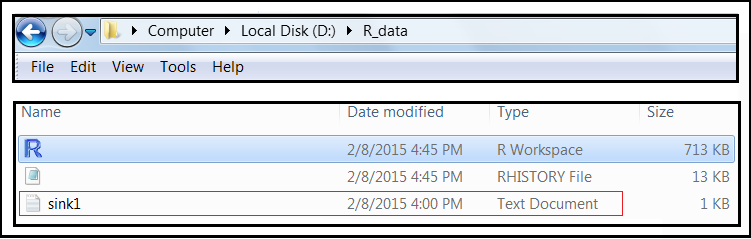 Computer Local Disk (D:) R_data
File Edit View Tools Help
Name Date modified Type Size
2/8/2015 4:45 PM R Workspace 713 KB
2/8/2015 4:45 PM RHISTORY File 13 KB
sink1 2/8/2015 4:00 PM Text Document 1 KB